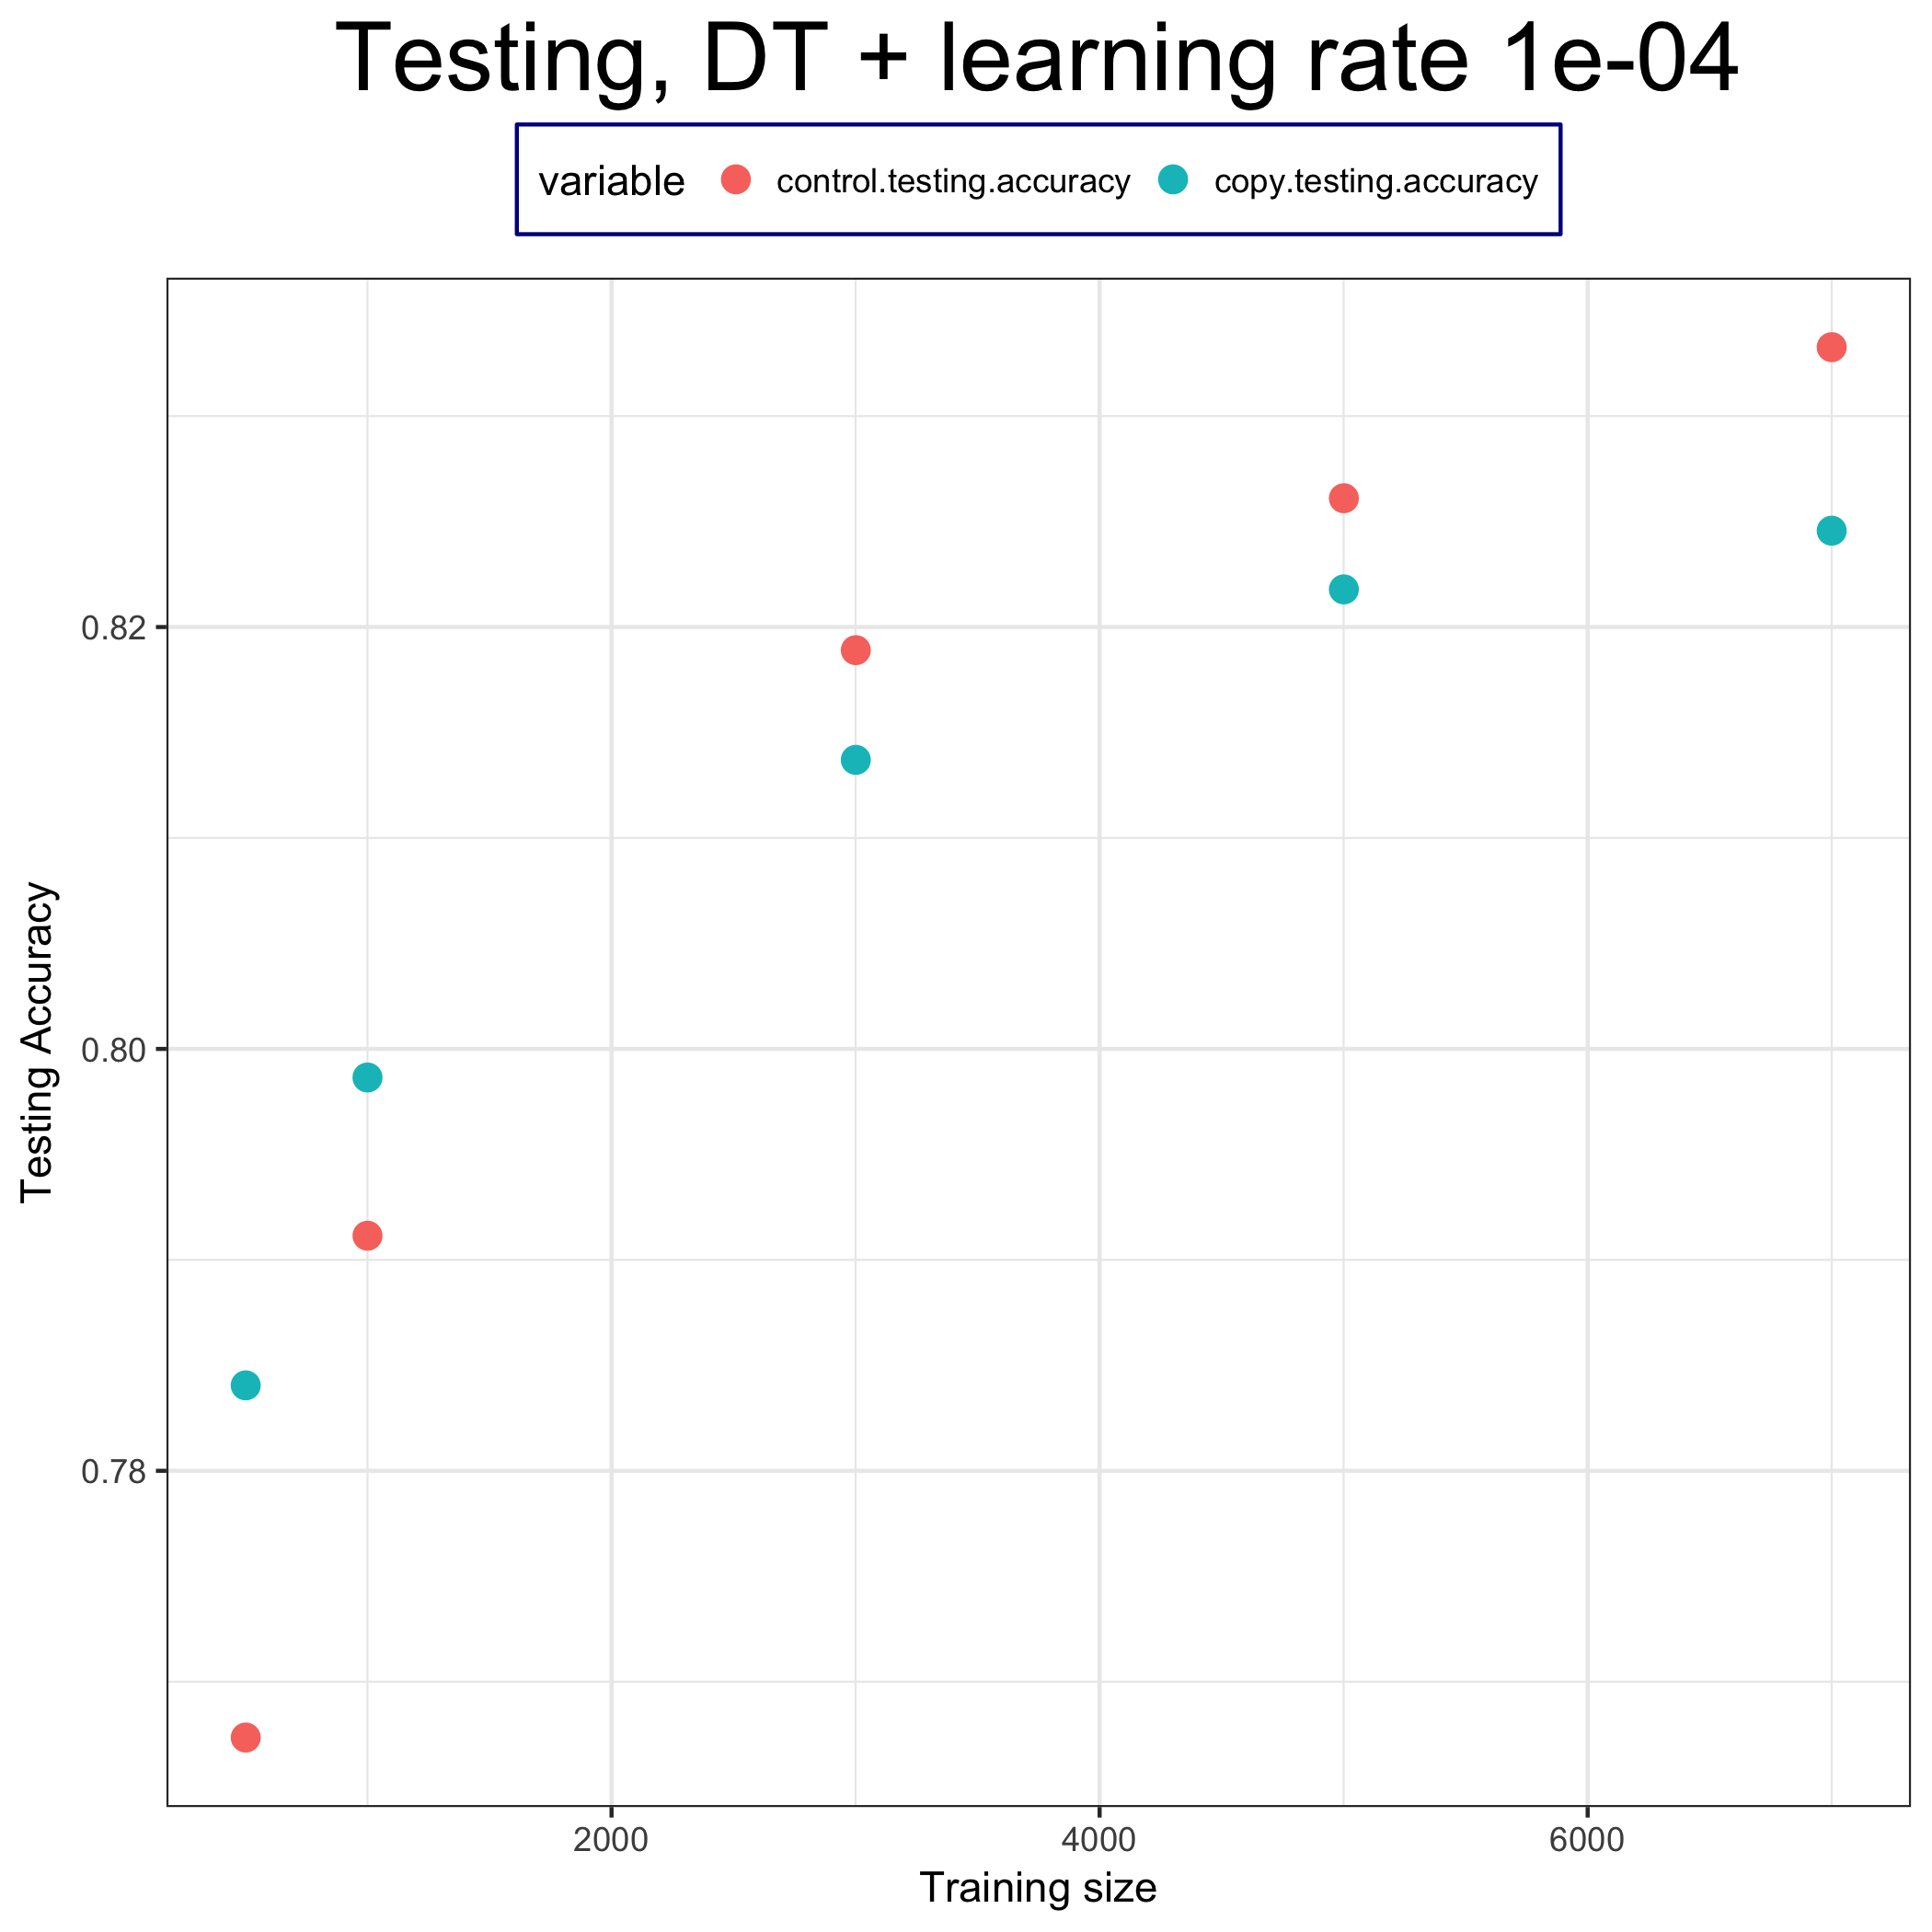 Testing, DT + learning rate 1e-04
variable control.testing.accuracy copy.testing.accuracy
Testing Accuracy
0.82
0.80
0.78
2000 4000 6000
Training size